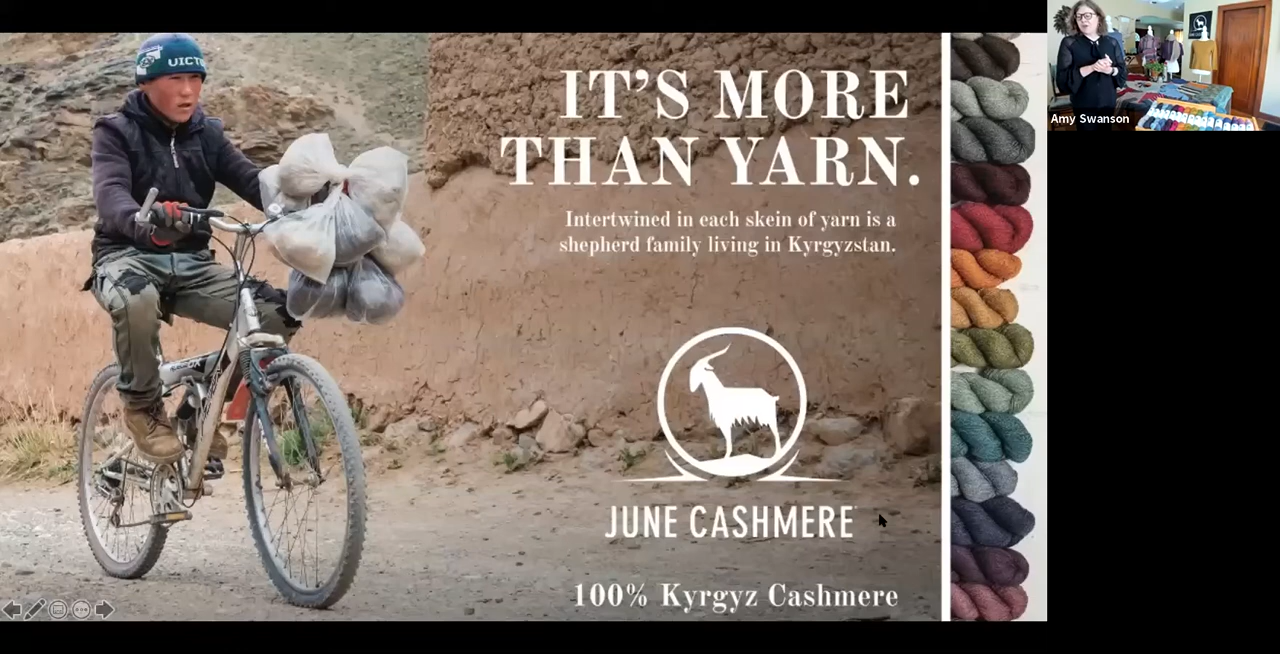 IT'S MORE
THAN YARN.
Intertwined in each skein of yarn is a
shepherd family living in Kyrgyzstan.
JUNE CASHMERE
100% Kyrgyz Cashmere
Amy Swanson